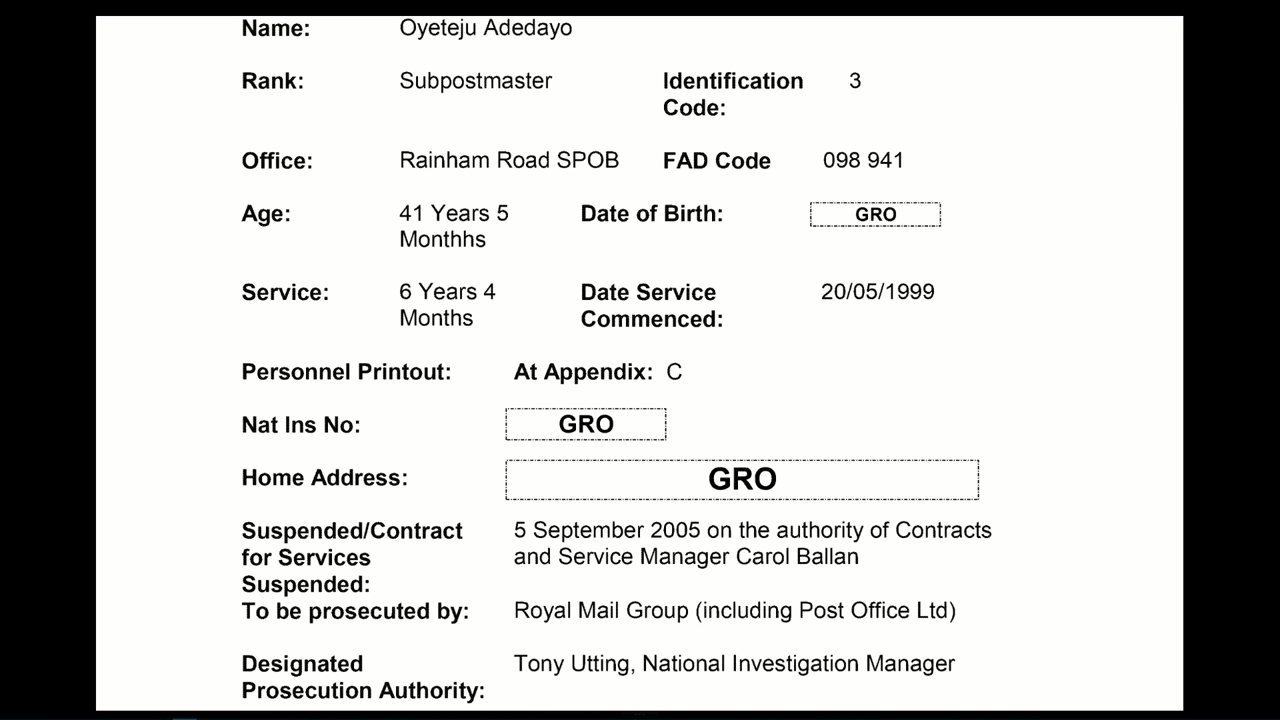 Name: Oyeteju Adedayo
Rank: Subpostmaster Identification Code: 3
Office: Rainham Road SPOB FAD Code 098 941
Age: 41 Years 5 Monthhs Date of Birth: GRO
Service: 6 Years 4 Months Date Service Commenced: 20/05/1999
Personnel Printout: At Appendix: C
Nat Ins No: GRO
Home Address: GRO
Suspended/Contract for Services Suspended: 5 September 2005 on the authority of Contracts and Service Manager Carol Ballan
To be prosecuted by: Royal Mail Group (including Post Office Ltd)
Designated Prosecution Authority: Tony Utting, National Investigation Manager